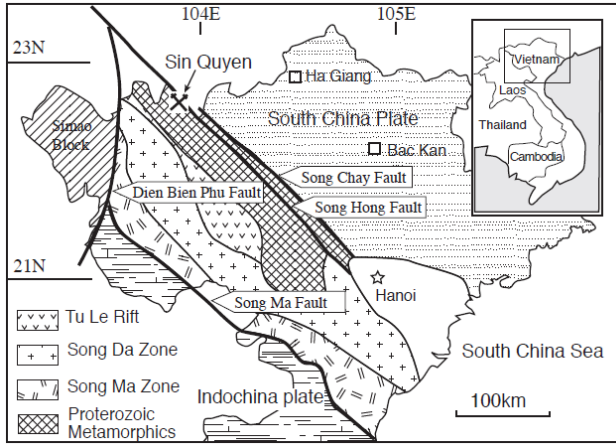 104E
105E
23N
Sin Quyen
Ha Giang
Vietnam
Laos
South China Plate
Thailand
Simao
Block
Bac Kan
Cambodia
Song Chay Fault
Dien Bien Phu Fault
Song Hong Fault
21N
Hanoi
Song Ma Fault
Tu Le Rift
Song Da Zone
South China Sea
Song Ma Zone
Indochina plate
Proterozoic
Metamorphics
100km